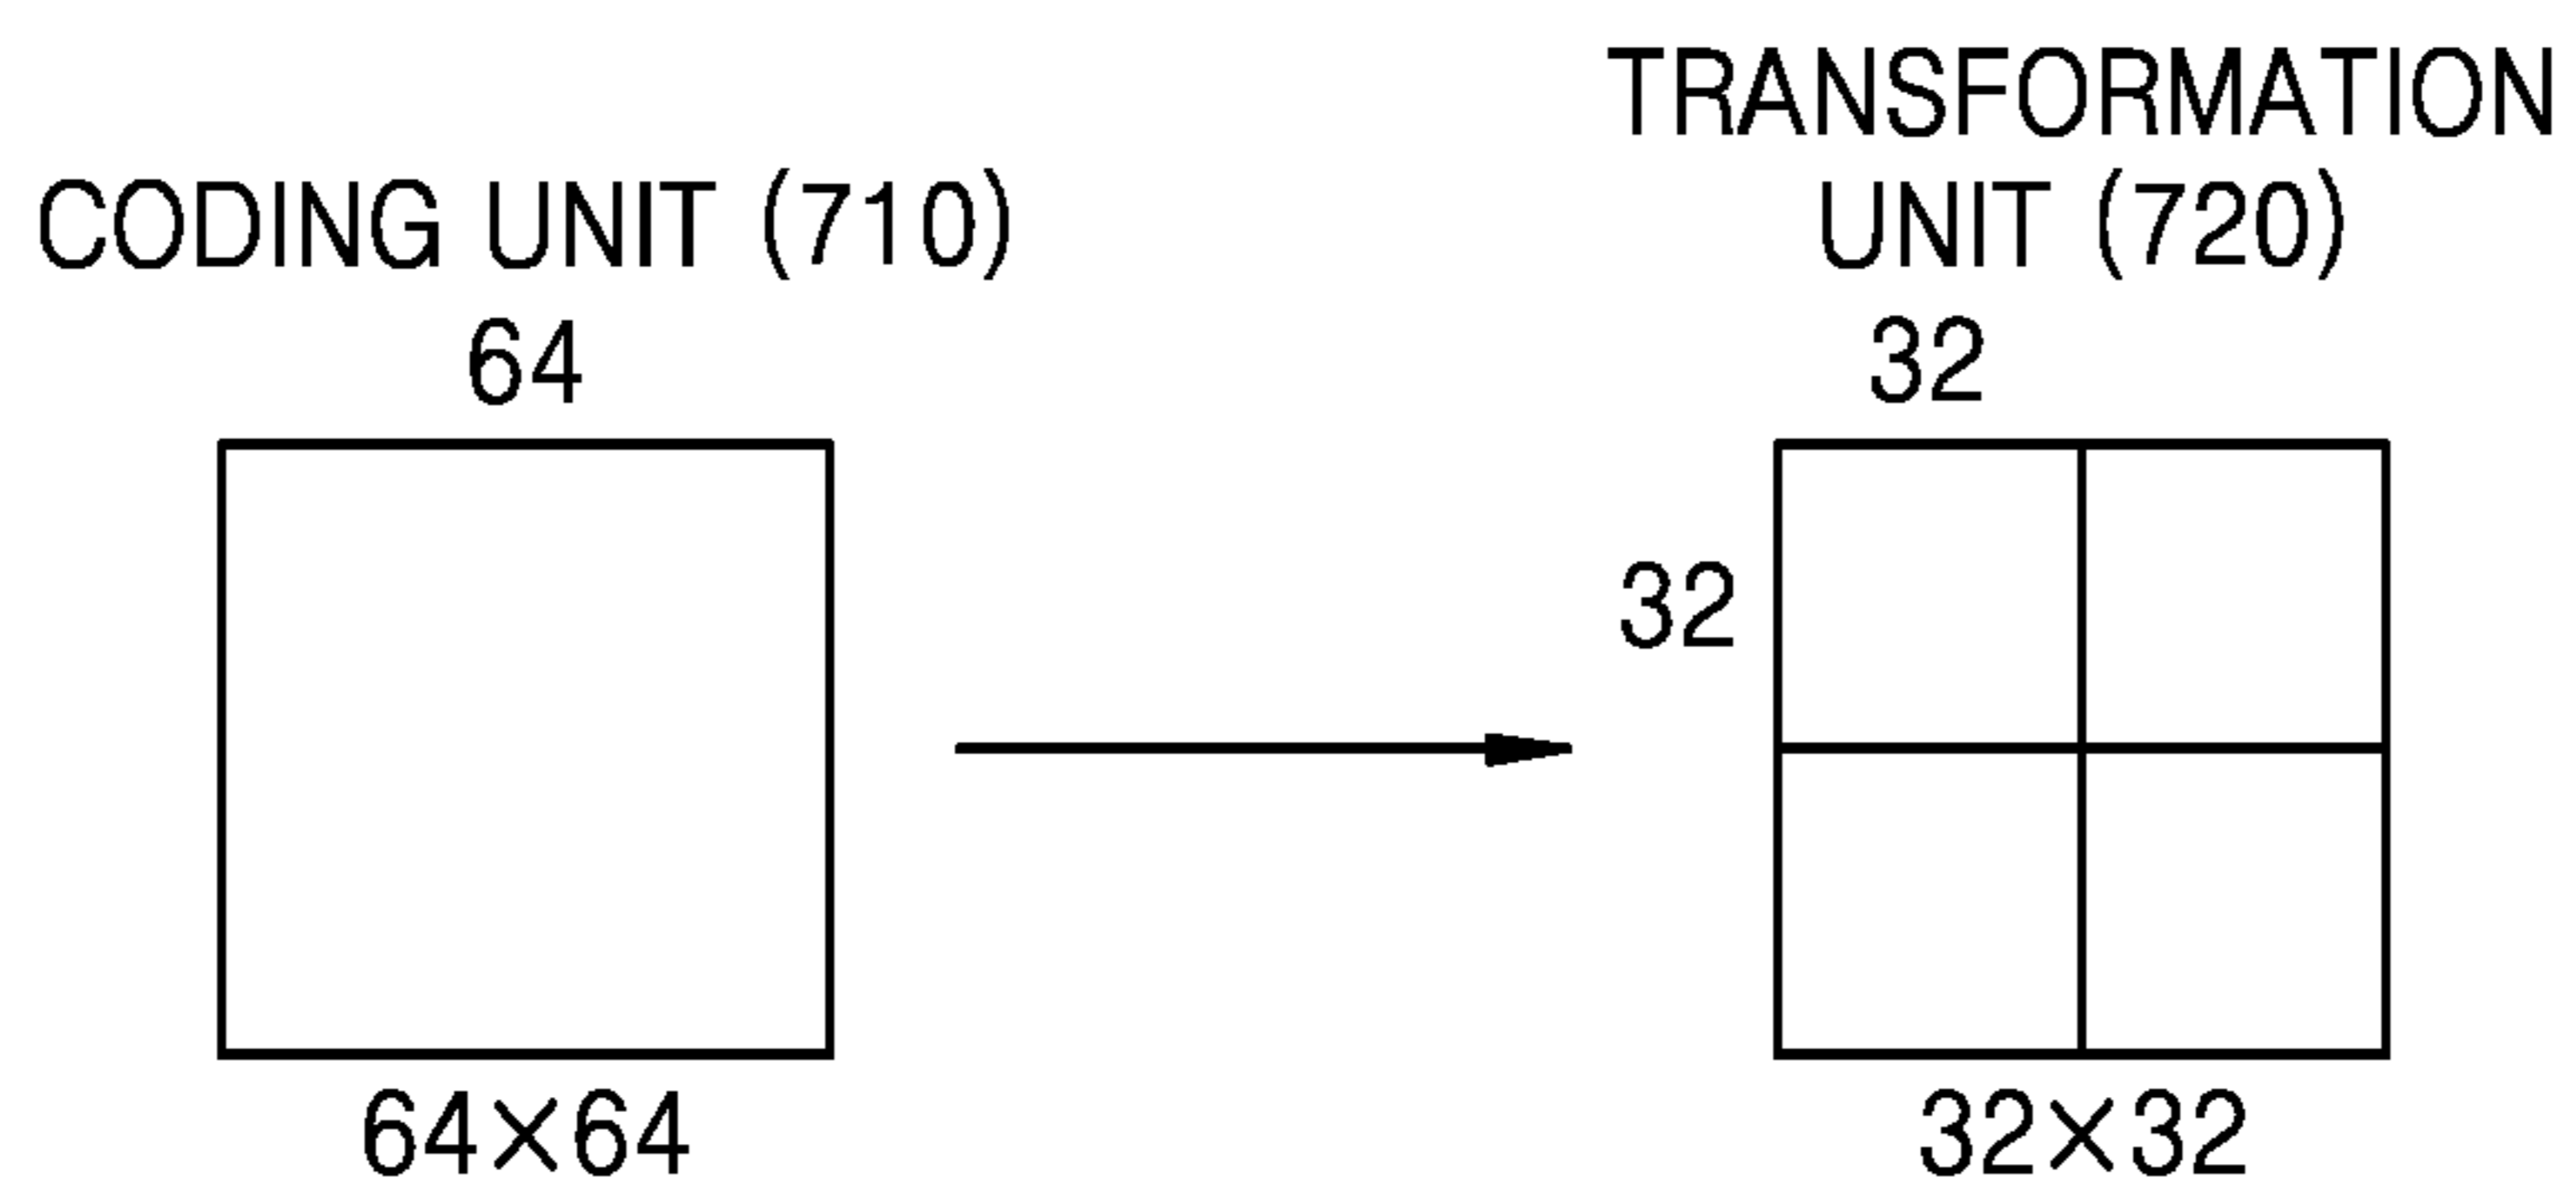 CODING UNIT (710)
64
64×64
TRANSFORMATION
UNIT (720)
32
32
32×32